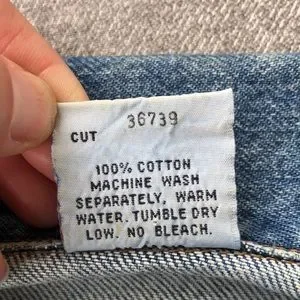 CUT 36739
100% COTTON
MACHINE WASH
SEPARATELY, WARM
WATER. TUMBLE DRY
LOW. NO BLEACH.